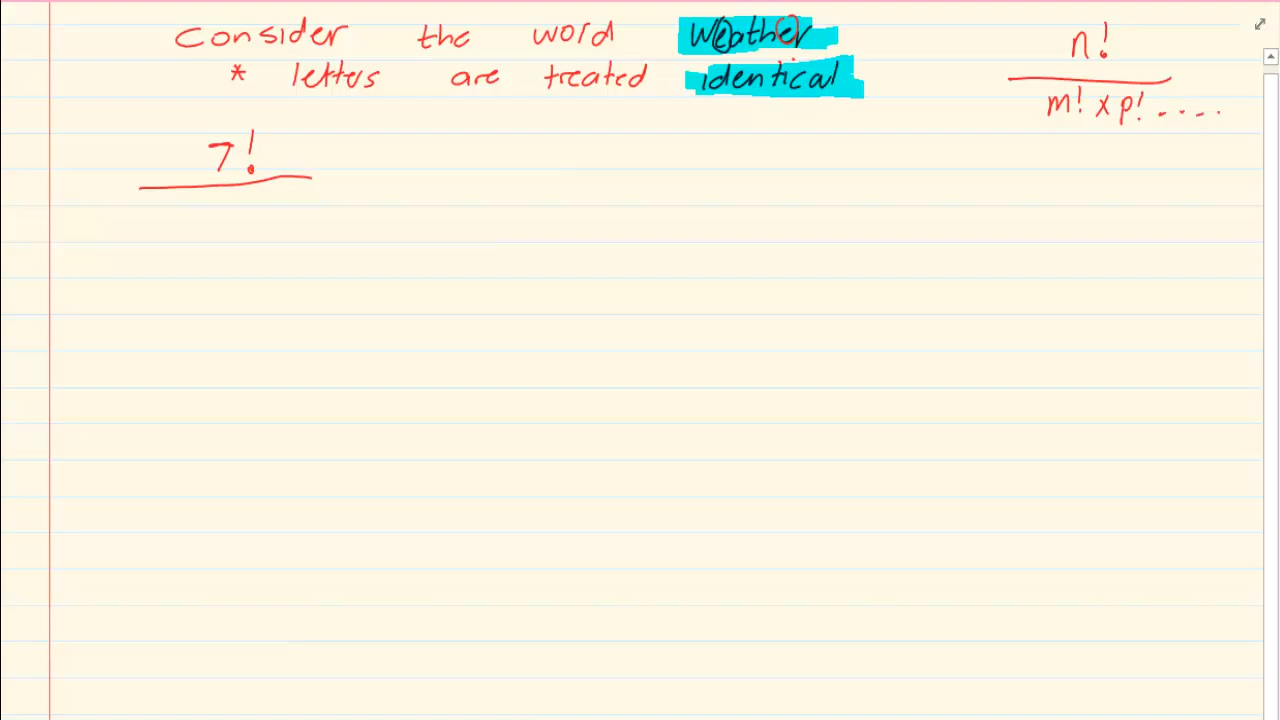 Consider the word Weather
* letters are treated identical
n!
m! x p! .....
7!